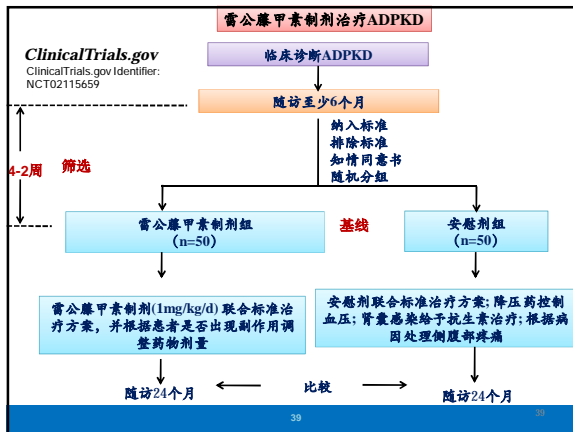 雷公藤甲素制剂治疗ADPKD
ClinicalTrials.gov
ClinicalTrials.gov Identifier:
NCT02115659
临床诊断ADPKD
随访至少6个月
纳入标准
排除标准
知情同意书
随机分组
4-2周
筛选
雷公藤甲素制剂组
（n=50）
基线
安慰剂组
（n=50）
雷公藤甲素制剂(1mg/kg/d) 联合标准治
疗方案，并根据患者是否出现副作用调
整药物剂量
安慰剂联合标准治疗方案; 降压药控制
血压; 肾囊感染给予抗生素治疗; 根据病
因处理侧腹部疼痛
随访24个月
比较
随访24个月
39
39